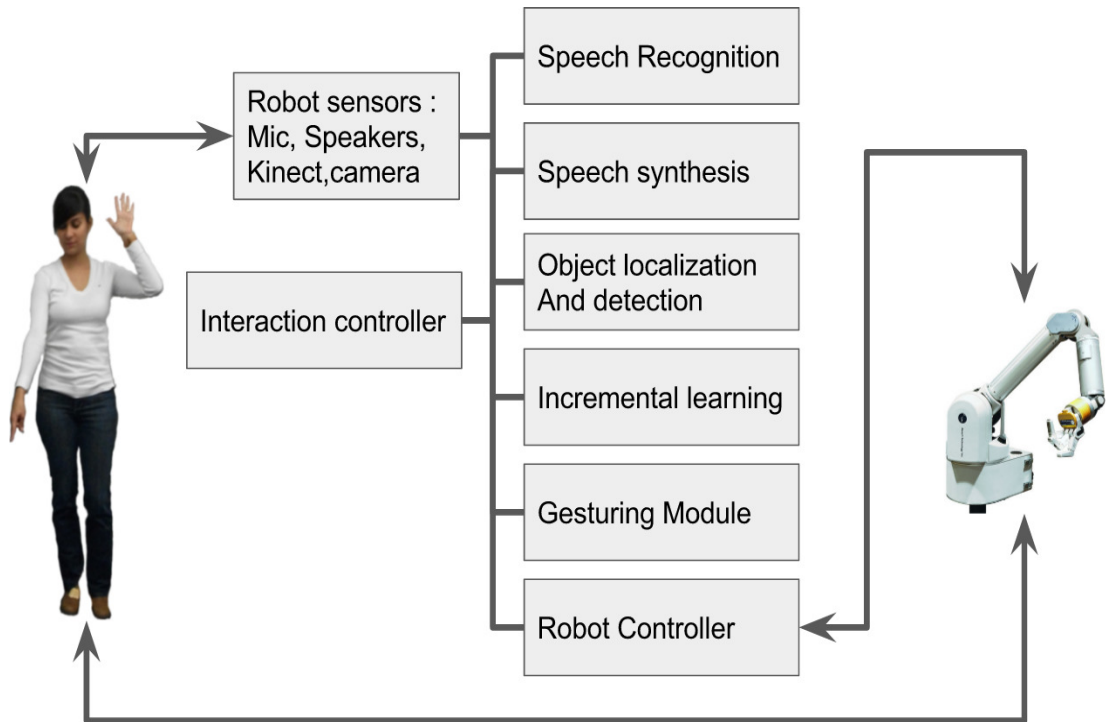 Robot sensors :
Mic, Speakers,
Kinect,camera
Interaction controller
Speech Recognition
Speech synthesis
Object localization
And detection
Incremental learning
Gesturing Module
Robot Controller